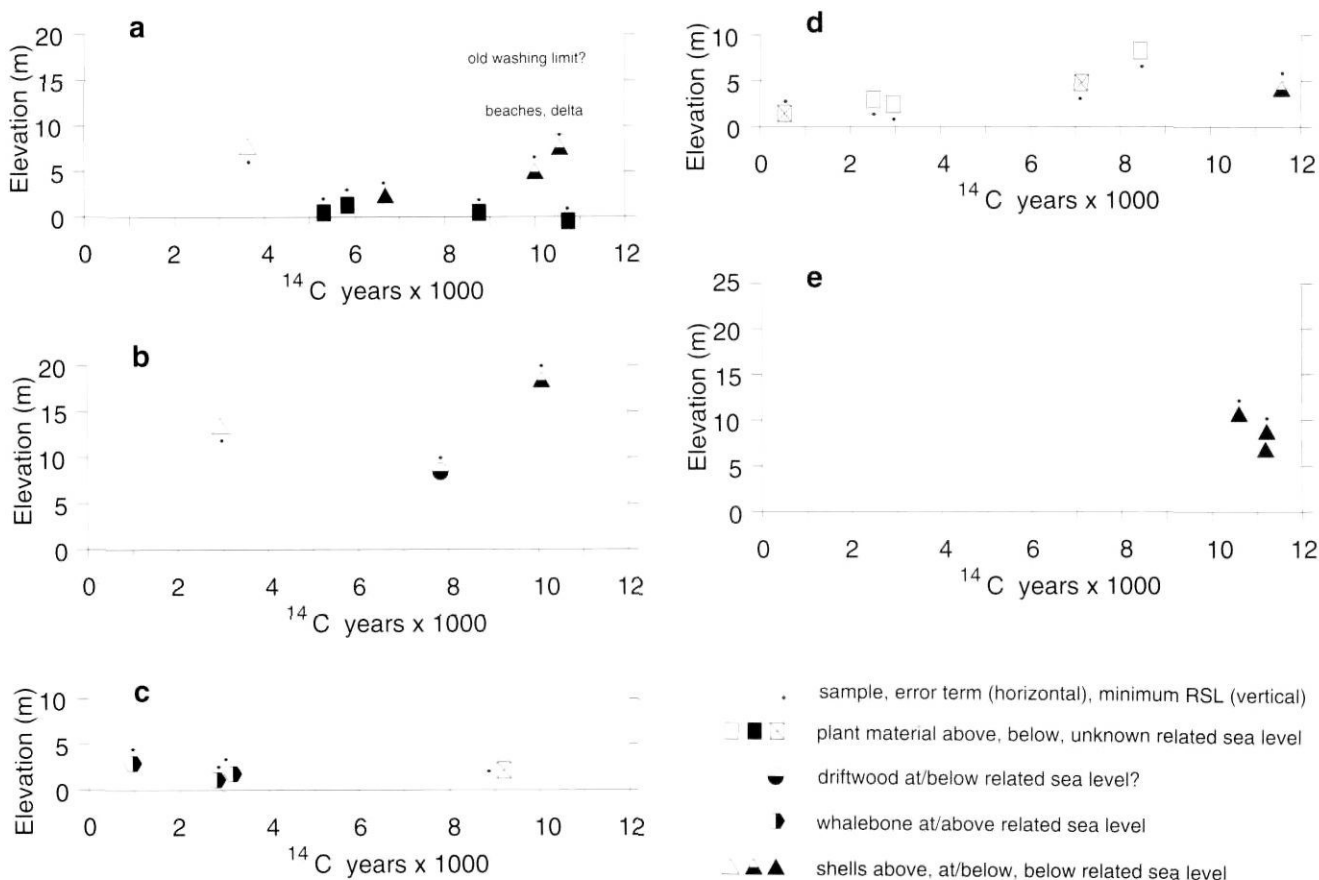 a
Elevation (m)
20
15
10
5
0
old washing limit?
beaches, delta
0 2 4 6 8 10 12
14C years x 1000
b
Elevation (m)
20
15
10
5
0
0 2 4 6 8 10 12
14C years x 1000
c
Elevation (m)
10
5
0
0 2 4 6 8 10 12
14C years x 1000
d
Elevation (m)
10
5
0
0 2 4 6 8 10 12
14C years x 1000
e
Elevation (m)
25
20
15
10
5
0
0 2 4 6 8 10 12
14C years x 1000
sample, error term (horizontal), minimum RSL (vertical)
plant material above, below, unknown related sea level
driftwood at/below related sea level?
whalebone at/above related sea level
shells above, at/below, below related sea level